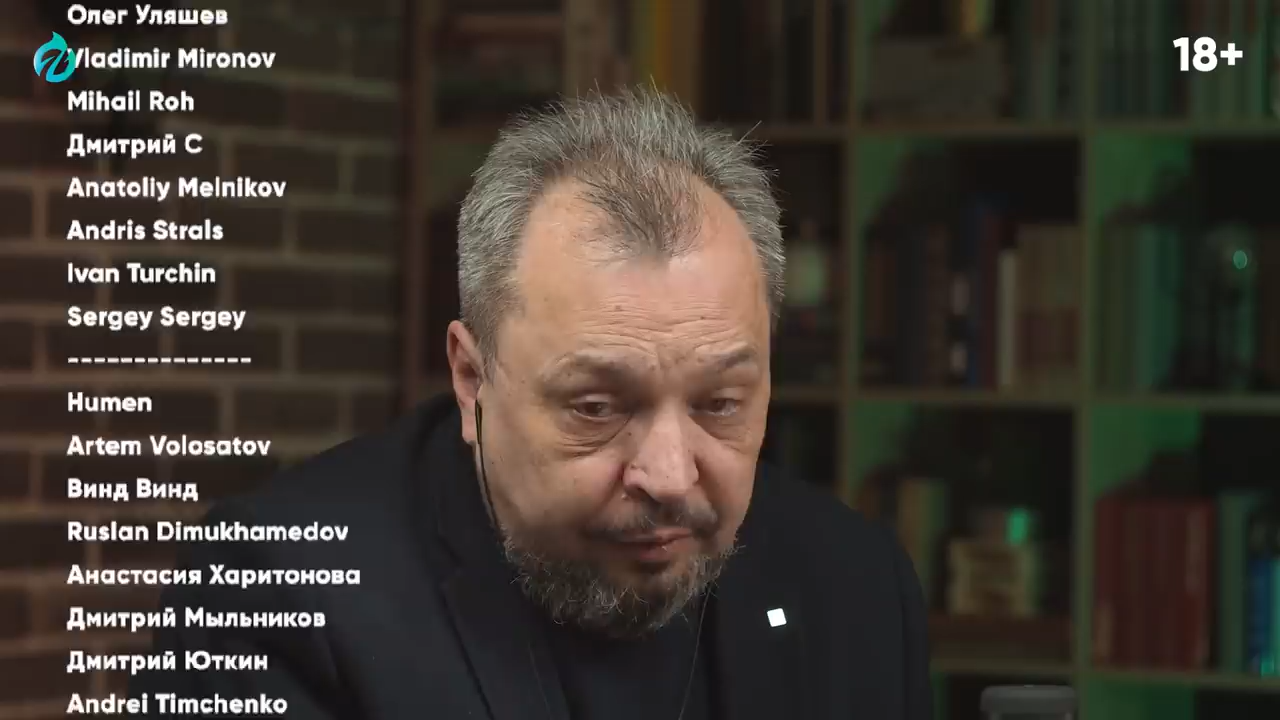 Олег Уляшев
Vladimir Mironov
18+
Mihail Roh
Дмитрий С
Anatoliy Melnikov
Andris Strals
Ivan Turchin
Sergey Sergey
--------------
Humen
Artem Volosatov
Винд Винд
Ruslan Dimukhamedov
Анастасия Харитонова
Дмитрий Мыльников
Дмитрий Юткин
Andrei Timchenko